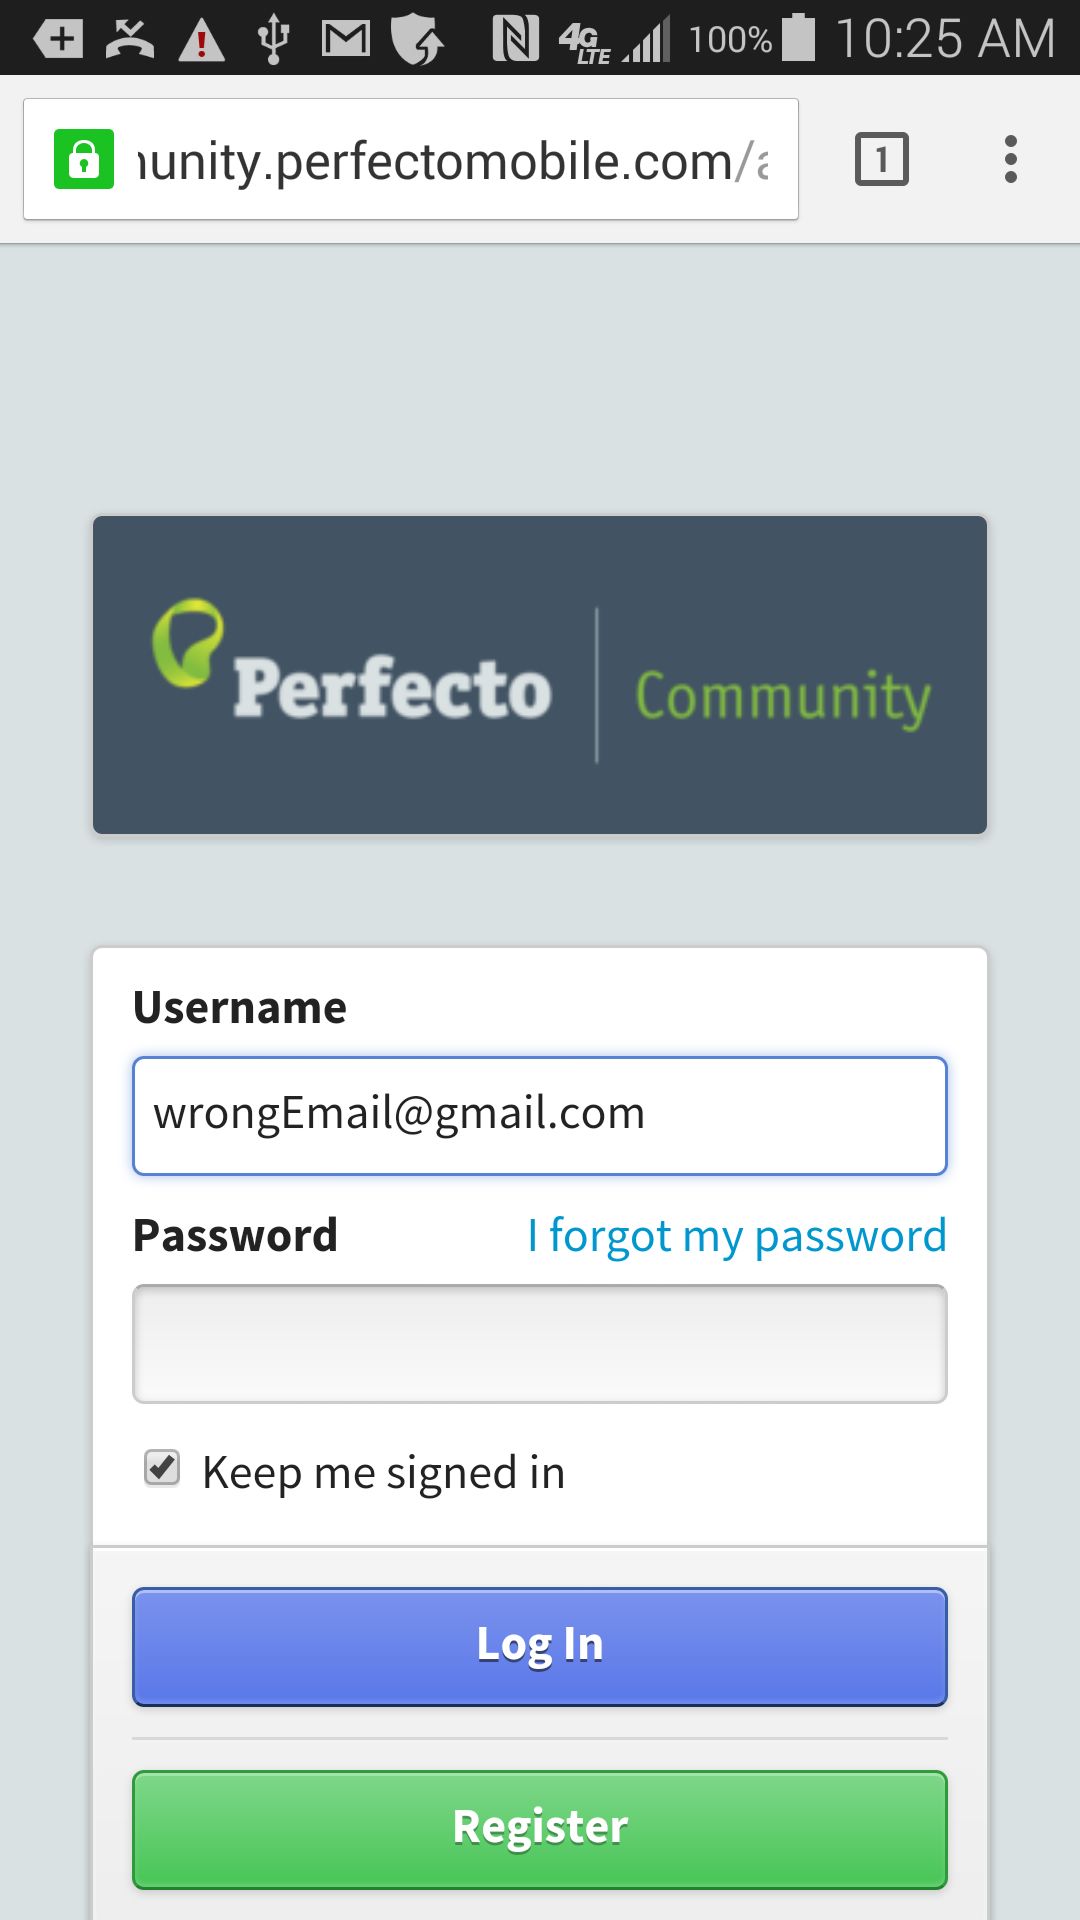 4G LTE 100% 10:25 AM
unity.perfectomobile.com/
1
Perfecto Community
Username
wrongEmail@gmail.com
Password I forgot my password
Keep me signed in
Log In
Register